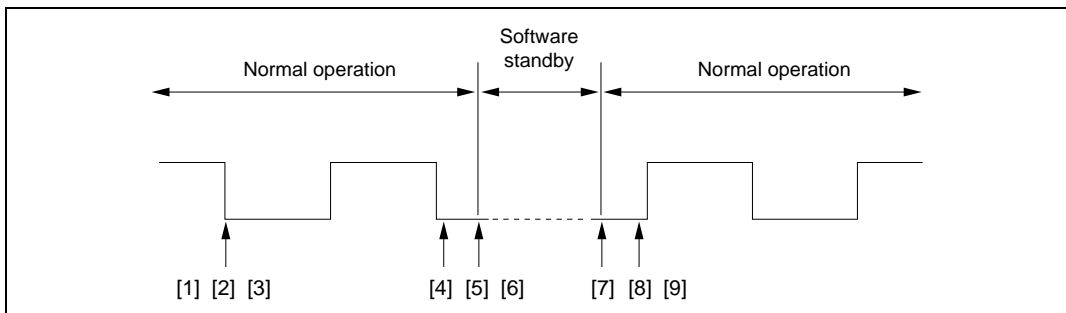 Software
standby
Normal operation
Normal operation
[1] [2] [3]
[4] [5] [6]
[7] [8] [9]